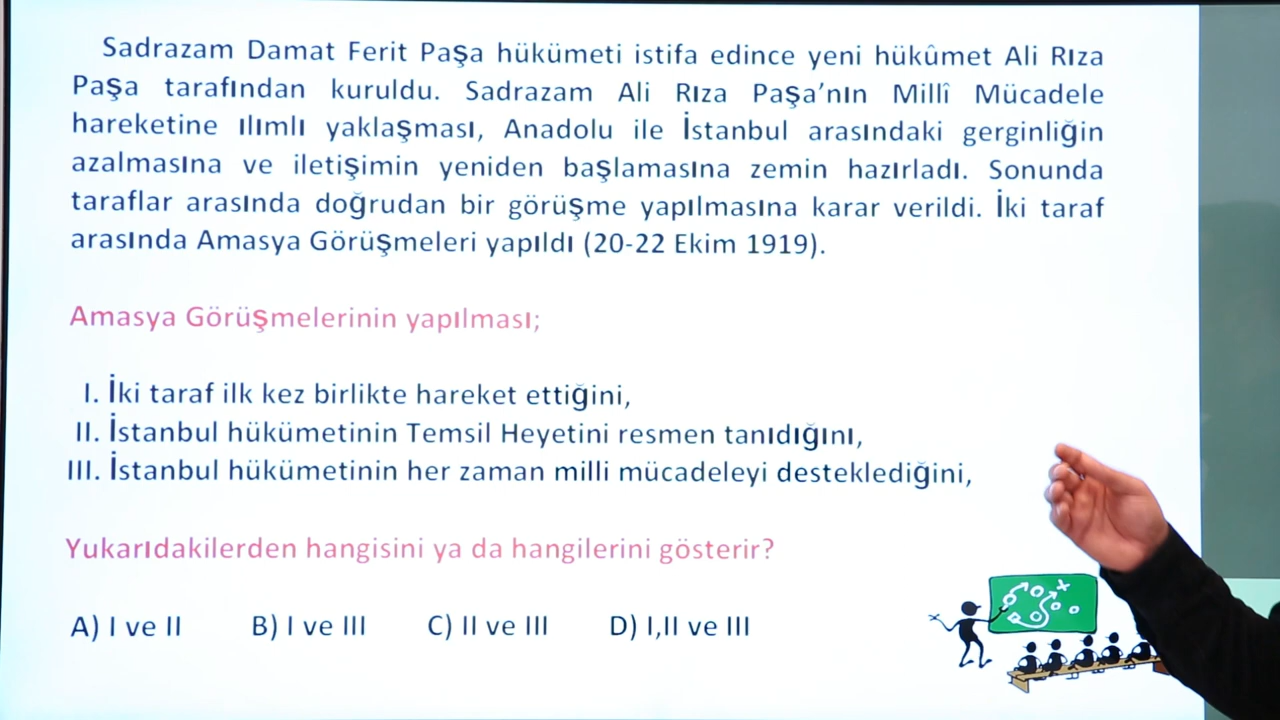 Sadrazam Damat Ferit Paşa hükümeti istifa edince yeni hükûmet Ali Rıza
Paşa tarafından kuruldu. Sadrazam Ali Rıza Paşa’nın Millî Mücadele
hareketine ılımlı yaklaşması, Anadolu ile İstanbul arasındaki gerginliğin
azalmasına ve iletişimin yeniden başlamasına zemin hazırladı. Sonunda
taraflar arasında doğrudan bir görüşme yapılmasına karar verildi. İki taraf
arasında Amasya Görüşmeleri yapıldı (20-22 Ekim 1919).
Amasya Görüşmelerinin yapılması;
I. İki taraf ilk kez birlikte hareket ettiğini,
II. İstanbul hükümetinin Temsil Heyetini resmen tanıdığını,
III. İstanbul hükümetinin her zaman milli mücadeleyi desteklediğini,
Yukarıdakilerden hangisini ya da hangilerini gösterir?
A) I ve II B) I ve III C) II ve III D) I,II ve III